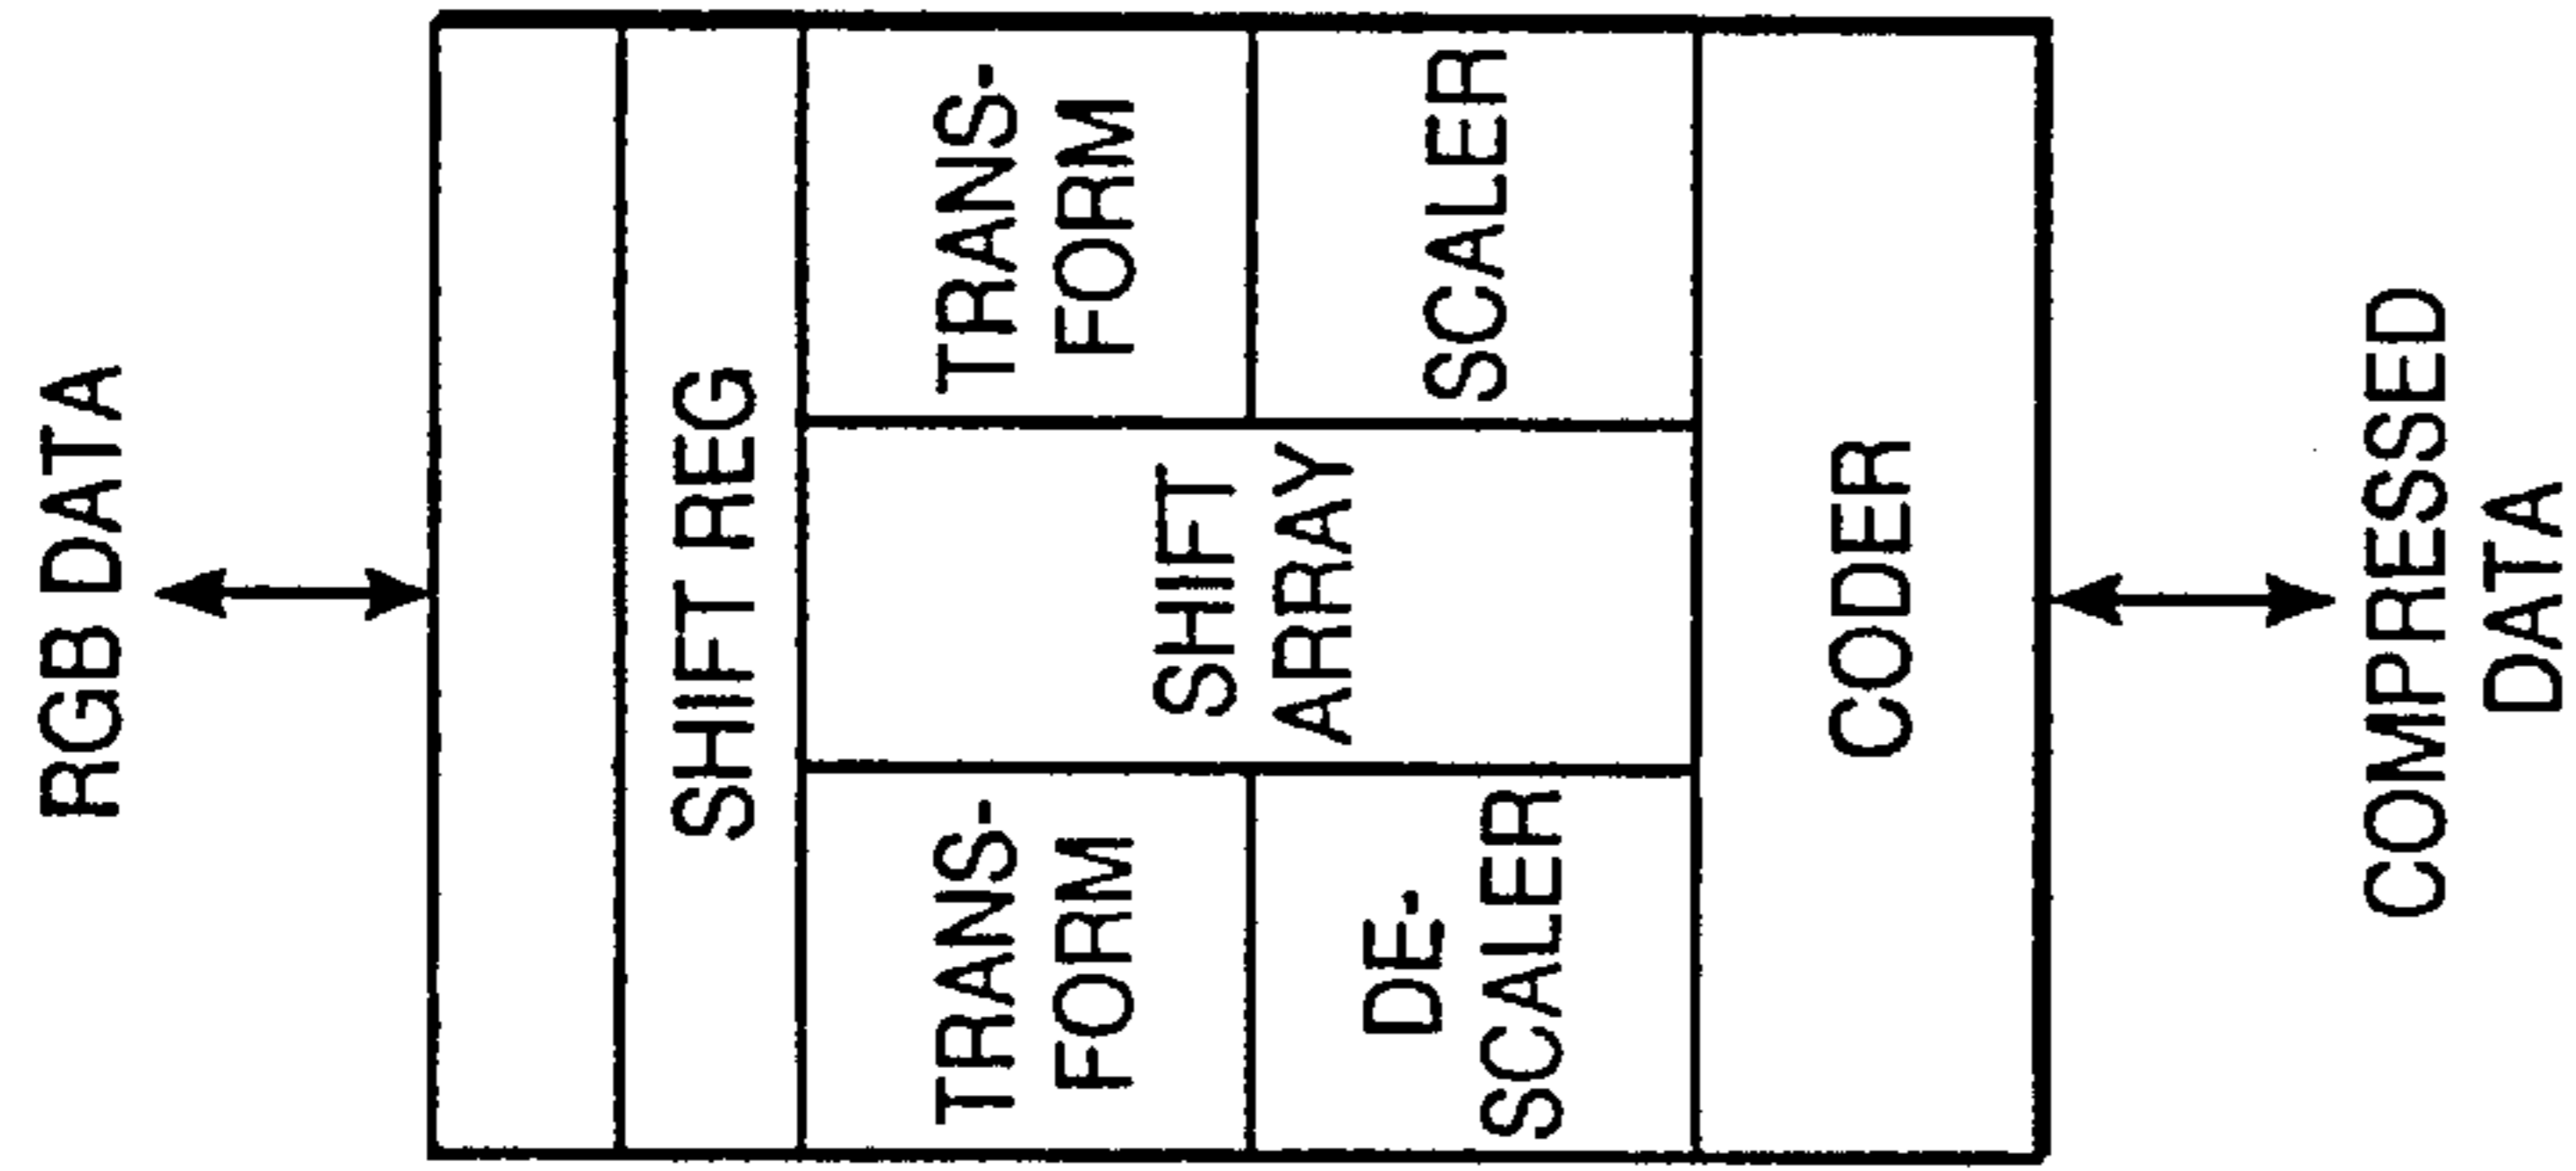 RGB DATA
SHIFT REG
TRANS-
FORM
SHIFT
ARRAY
TRANS-
FORM
DE-
SCALER
SCALER
CODER
COMPRESSED
DATA